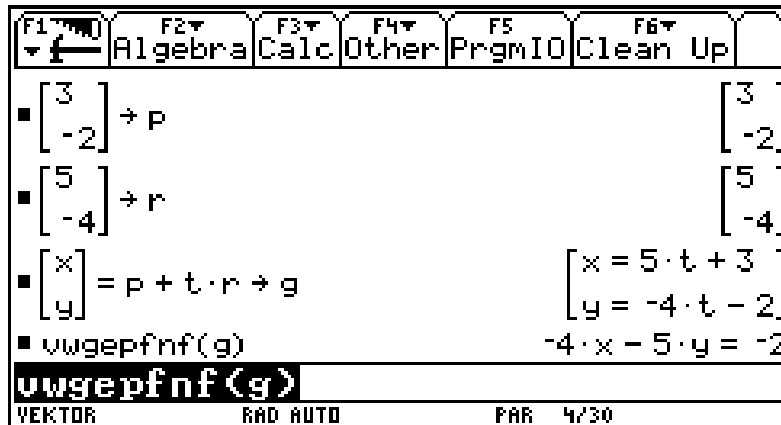 F1 F2 Algebra F3 Calc F4 Other F5 PrgmIO F6 Clean Up
[3 -2] → p [3 -2]
[5 -4] → r [5 -4]
[x y] = p + t·r → g [x = 5·t + 3 y = -4·t - 2]
vwgepfnf(g) -4·x - 5·y = -2
vwgepfnf(g)
VEKTOR RAD AUTO PAR 4/30